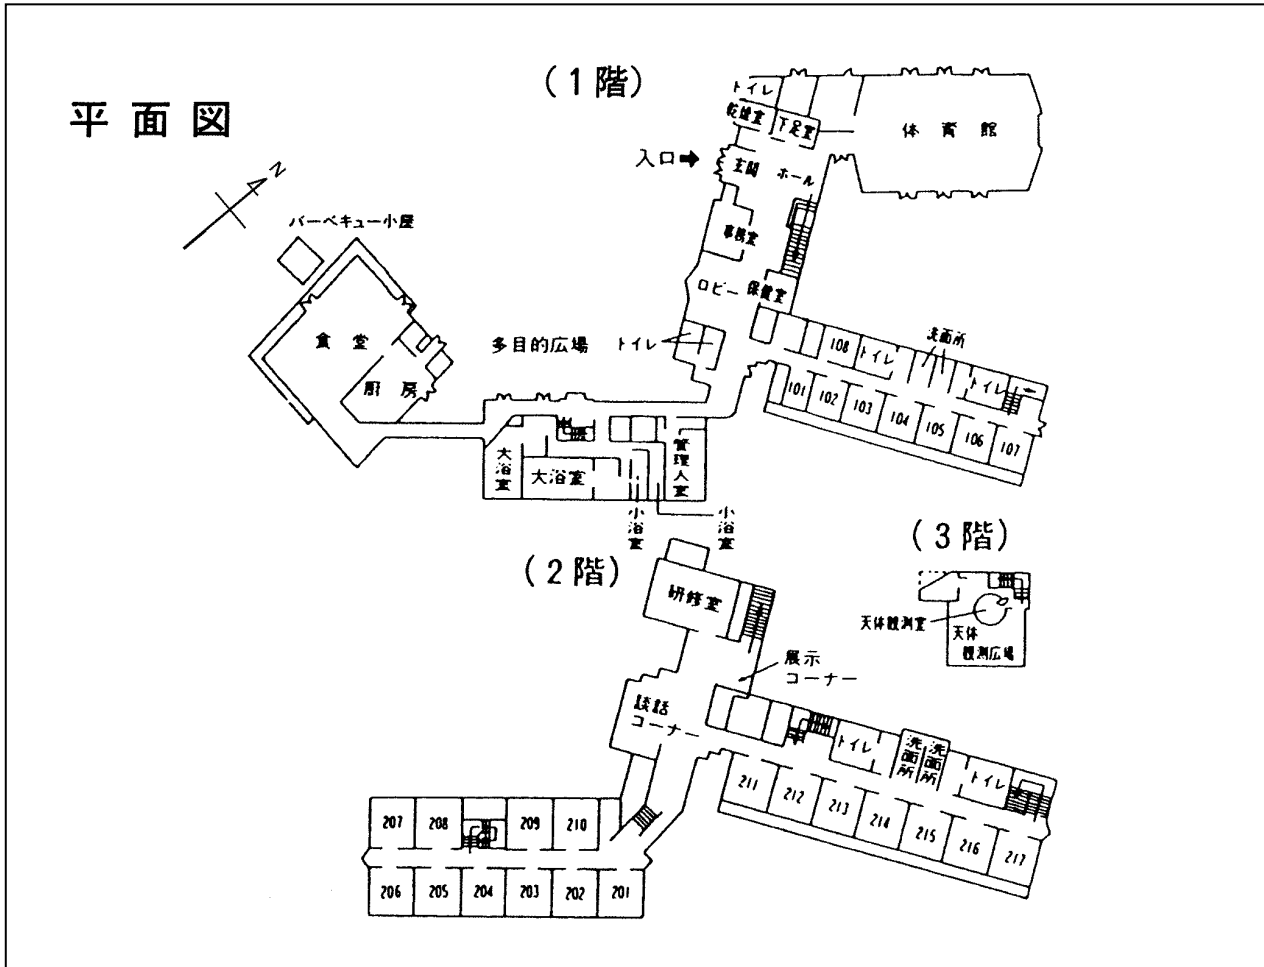 平面図
(1階)
トイレ
乾燥室
下足室
体育館
入口➡
玄関
ホール
N
バーベキュー小屋
事務室
ロビー
保健室
食堂
厨房
多目的広場
トイレ
洗面所
108
トイレ
トイレ
101
102
103
104
105
106
107
大浴室
大浴室
管理人室
小浴室
小浴室
(2階)
研修室
展示
コーナー
談話
コーナー
トイレ
洗面所
洗面所
トイレ
211
212
213
214
215
216
217
207
208
209
210
206
205
204
203
202
201
(3階)
天体観測室
天体
観測広場